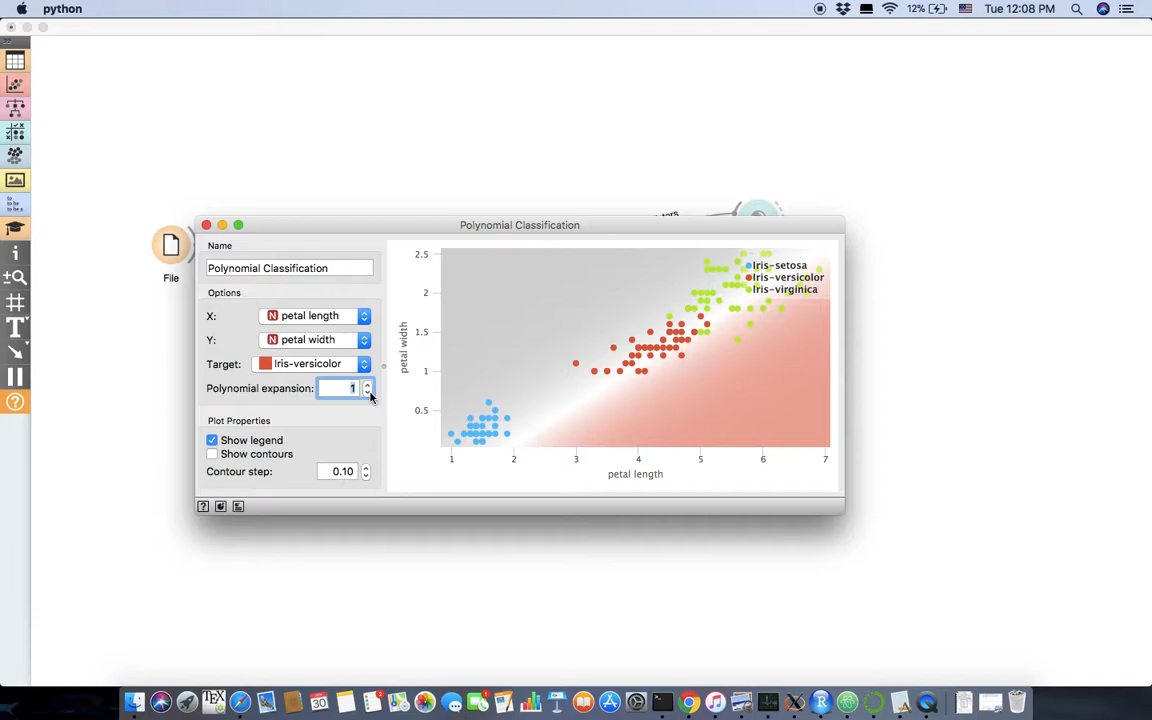 python
12%
Tue 12:08 PM
Polynomial Classification
File
Name
Polynomial Classification
Options
X:
N petal length
Y:
N petal width
Target:
Iris-versicolor
Polynomial expansion:
1
Plot Properties
Show legend
Show contours
Contour step:
0.10
2.5
2
1.5
1
0.5
petal width
1 2 3 4 5 6 7
petal length
Iris-setosa
Iris-versicolor
Iris-virginica